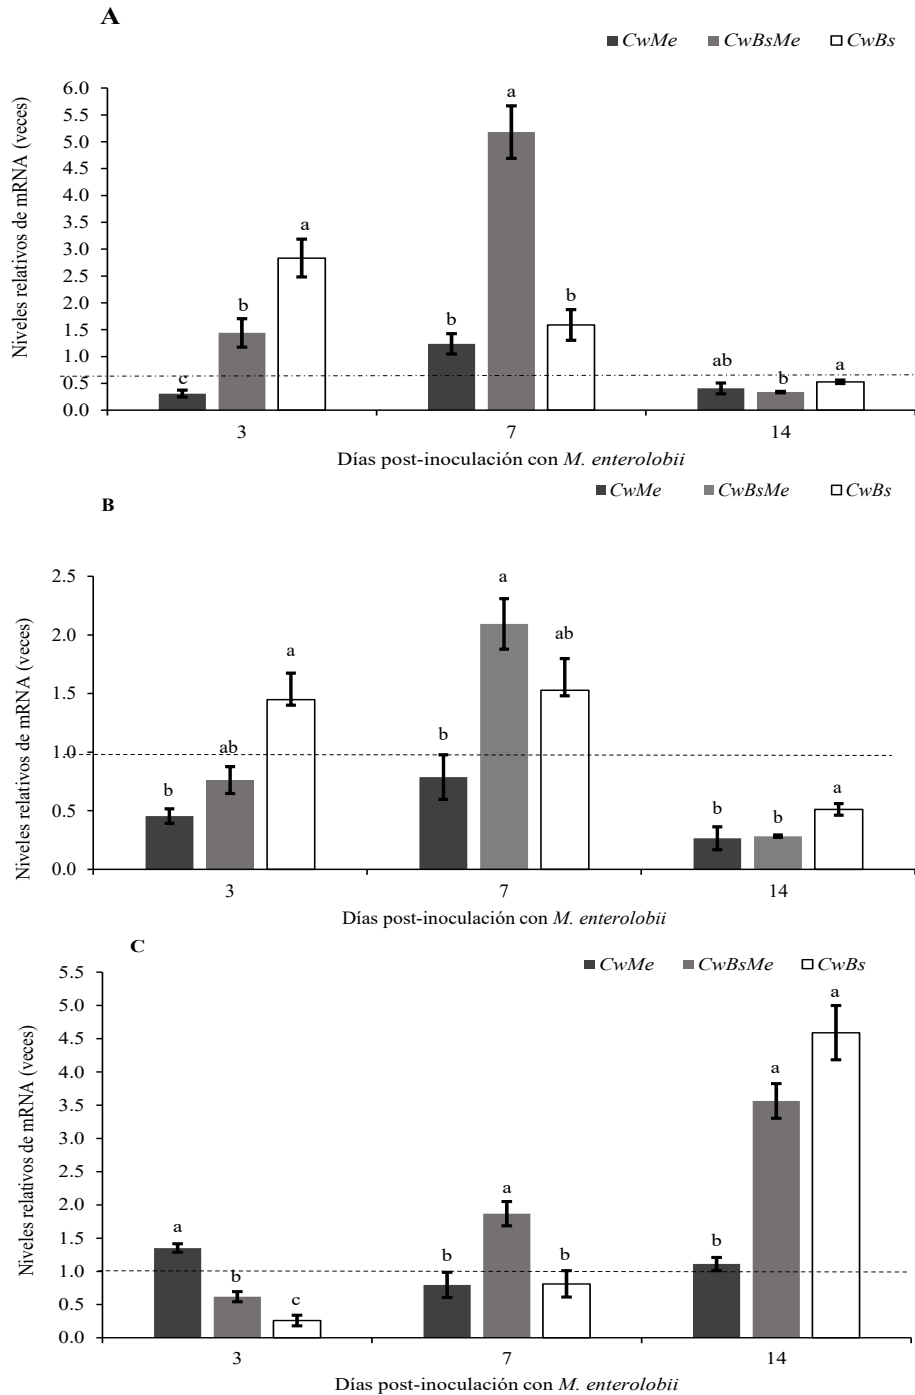 A
CwMe CwBsMe CwBs
Niveles relativos de mRNA (veces)
6.0
5.5
5.0
4.5
4.0
3.5
3.0
2.5
2.0
1.5
1.0
0.5
0.0
c b a
b a b
ab b a
3 7 14
Días post-inoculación con M. enterolobii
CwMe CwBsMe CwBs
B
Niveles relativos de mRNA (veces)
2.5
2.0
1.5
1.0
0.5
0.0
b ab a
b a ab
b b a
3 7 14
Días post-inoculación con M. enterolobii
C
CwMe CwBsMe CwBs
Niveles relativos de mRNA (veces)
5.5
5.0
4.5
4.0
3.5
3.0
2.5
2.0
1.5
1.0
0.5
0.0
a b c
b a b
b a a
3 7 14
Días post-inoculación con M. enterolobii